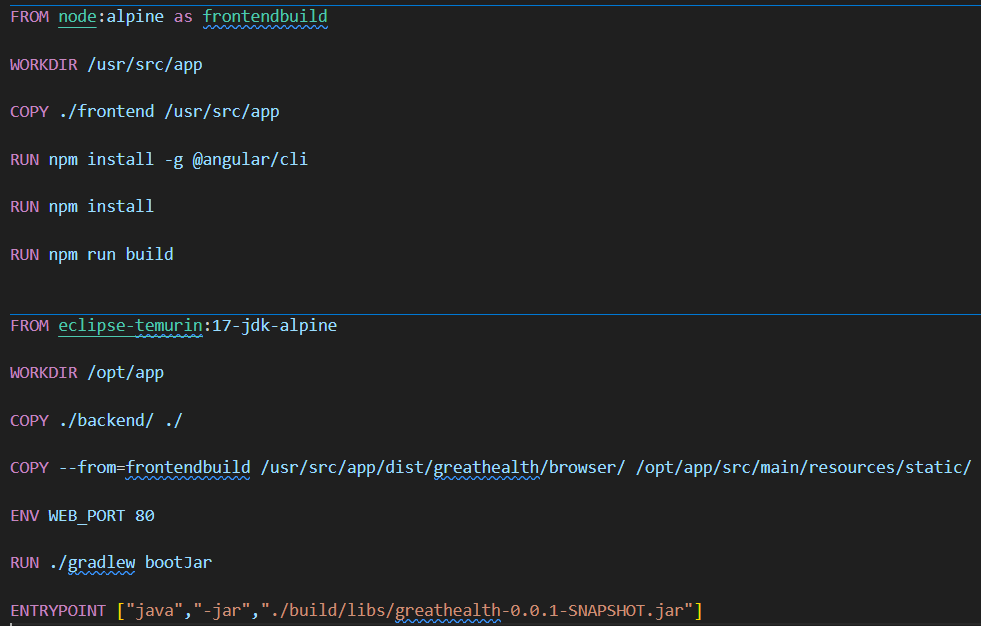 FROM node:alpine as frontendbuild
WORKDIR /usr/src/app
COPY ./frontend /usr/src/app
RUN npm install -g @angular/cli
RUN npm install
RUN npm run build
FROM eclipse-temurin:17-jdk-alpine
WORKDIR /opt/app
COPY ./backend/ ./
COPY --from=frontendbuild /usr/src/app/dist/greathealth/browser/ /opt/app/src/main/resources/static/
ENV WEB_PORT 80
RUN ./gradlew bootJar
ENTRYPOINT ["java","-jar","./build/libs/greathealth-0.0.1-SNAPSHOT.jar"]